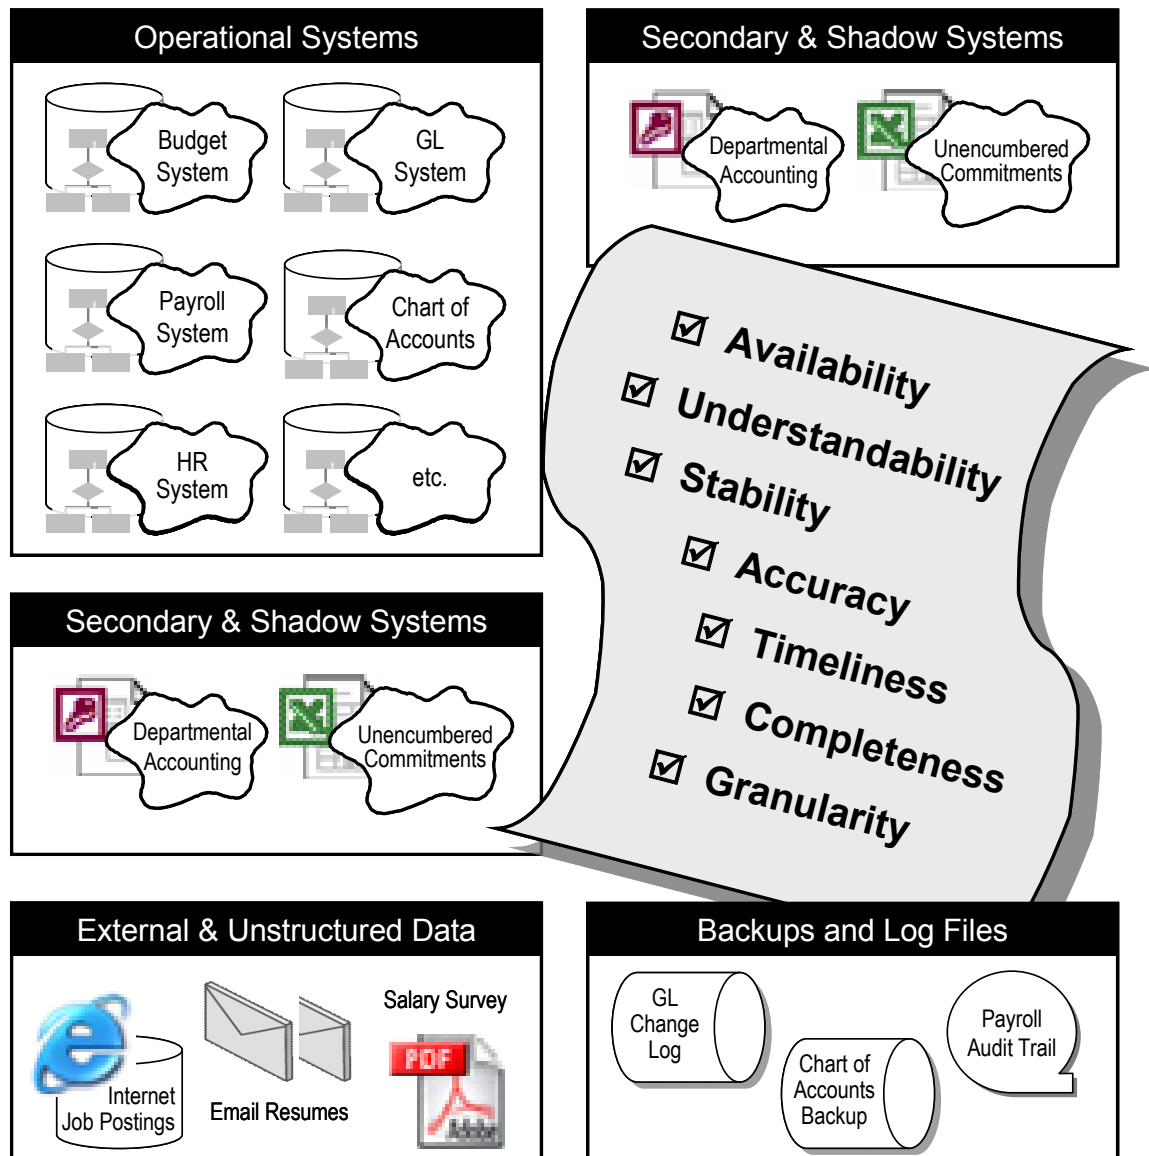 Operational Systems
Budget
System
GL
System
Payroll
System
Chart of
Accounts
HR
System
etc.
Secondary & Shadow Systems
Departmental
Accounting
Unencumbered
Commitments
Availability
Understandability
Stability
Accuracy
Timeliness
Completeness
Granularity
Secondary & Shadow Systems
Departmental
Accounting
Unencumbered
Commitments
External & Unstructured Data
Internet
Job Postings
Email Resumes
Salary Survey
PDF
Adobe
Backups and Log Files
GL
Change
Log
Chart of
Accounts
Backup
Payroll
Audit Trail